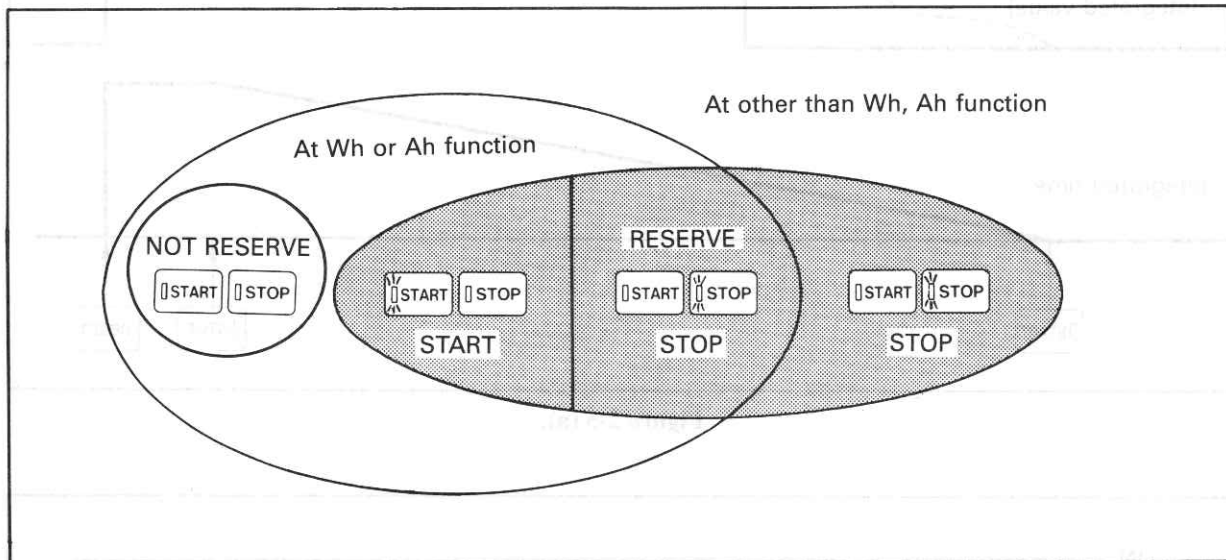 At other than Wh, Ah function
At Wh or Ah function
NOT RESERVE
START STOP
START STOP
START
RESERVE
START STOP
STOP
START STOP
STOP